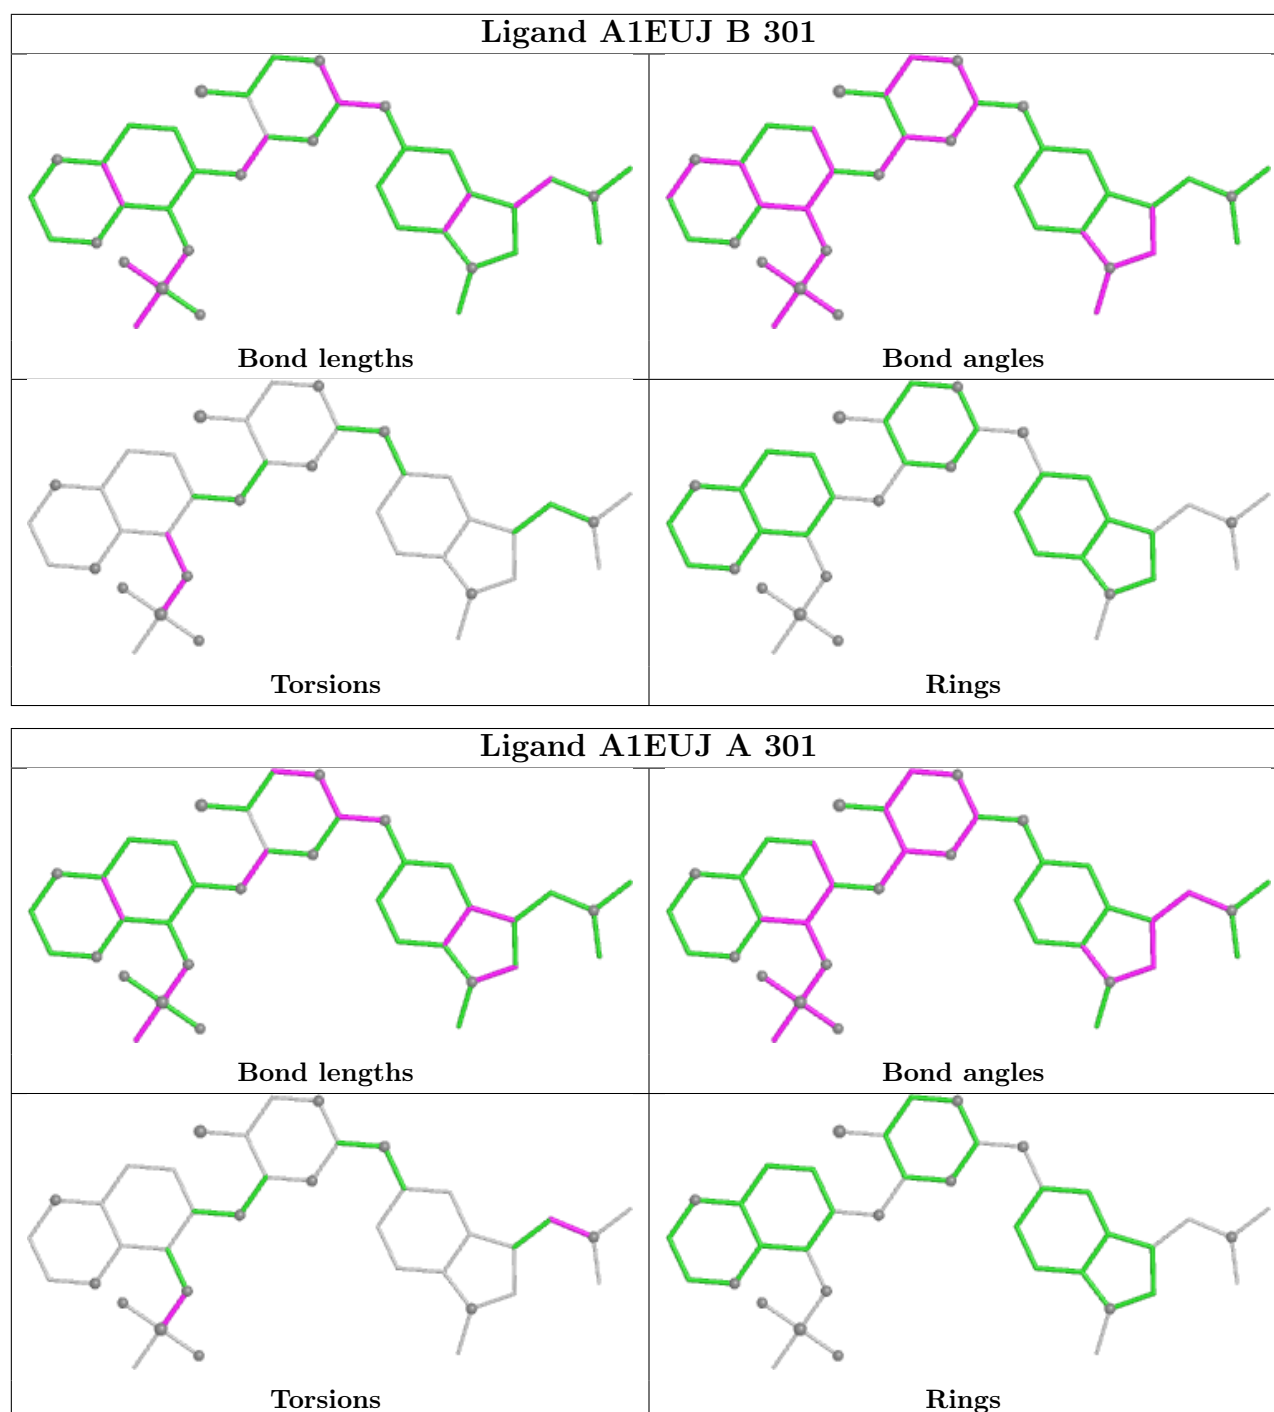 Ligand A1EUJ B 301
Bond lengths
Bond angles
Torsions
Rings
Ligand A1EUJ A 301
Bond lengths
Bond angles
Torsions
Rings